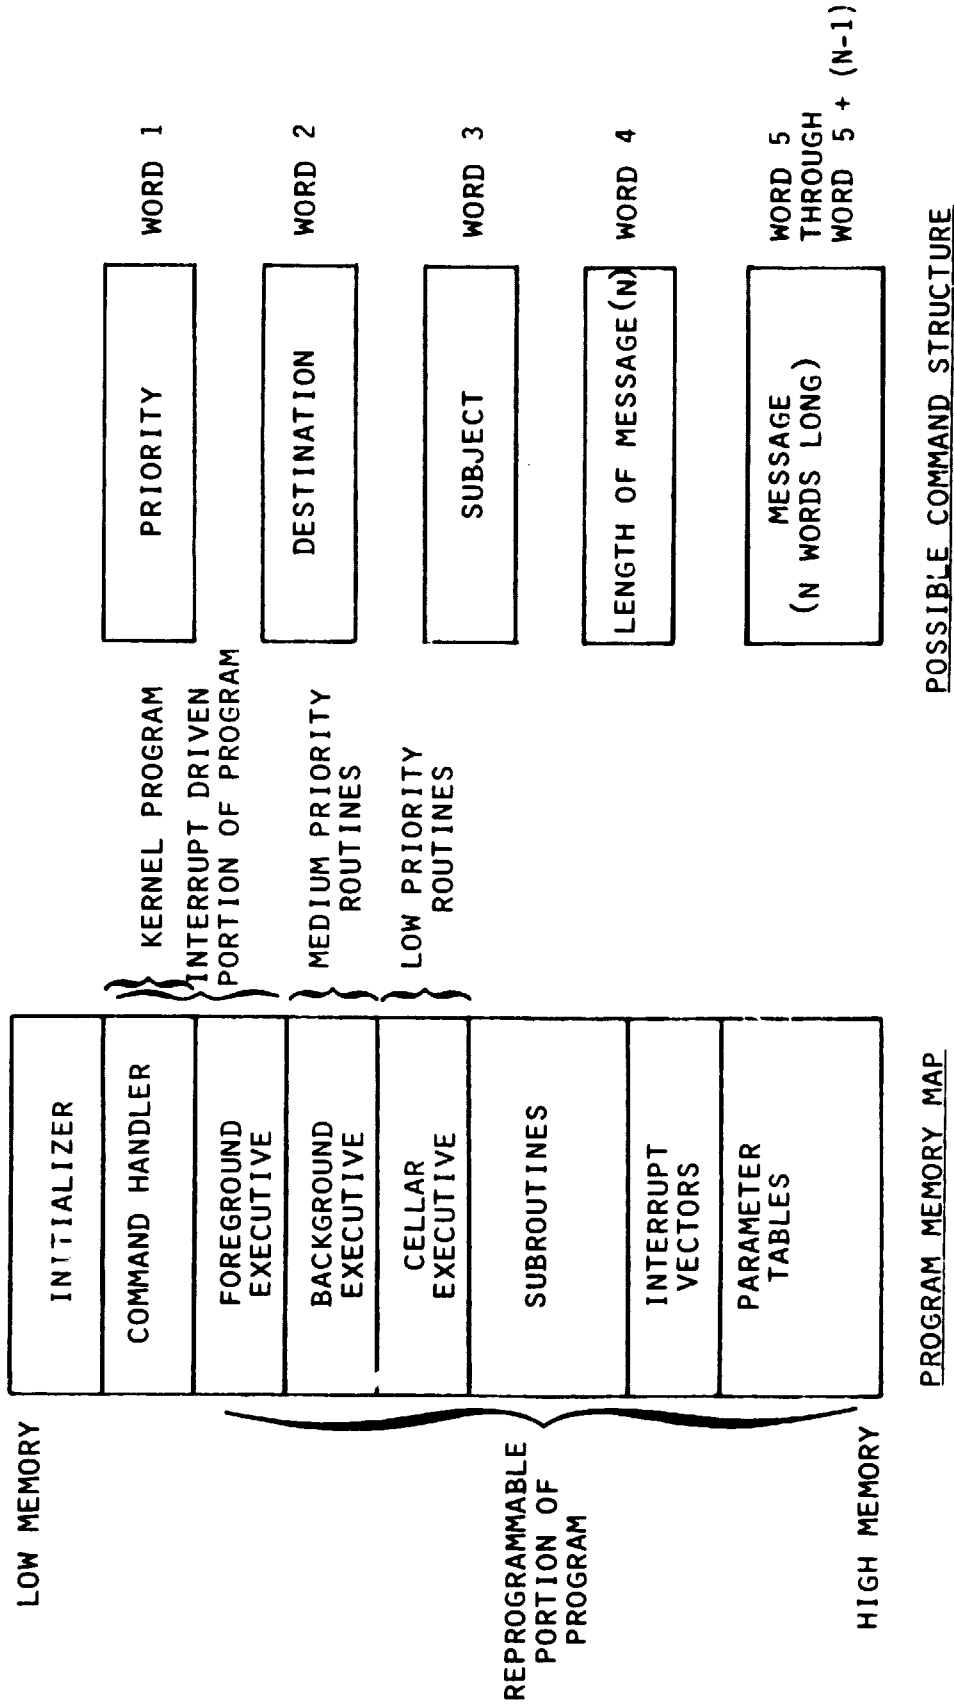 LOW MEMORY
INITIALIZER
COMMAND HANDLER
FOREGROUND
EXECUTIVE
BACKGROUND
EXECUTIVE
CELLAR
EXECUTIVE
SUBROUTINES
INTERRUPT
VECTORS
PARAMETER
TABLES
REPROGRAMMABLE
PORTION OF
PROGRAM
HIGH MEMORY
KERNEL PROGRAM
INTERRUPT DRIVEN
PORTION OF PROGRAM
MEDIUM PRIORITY
ROUTINES
LOW PRIORITY
ROUTINES
PROGRAM MEMORY MAP
PRIORITY
WORD 1
DESTINATION
WORD 2
SUBJECT
WORD 3
LENGTH OF MESSAGE(N)
WORD 4
MESSAGE
(N WORDS LONG)
WORD 5
THROUGH
WORD 5 + (N-1)
POSSIBLE COMMAND STRUCTURE